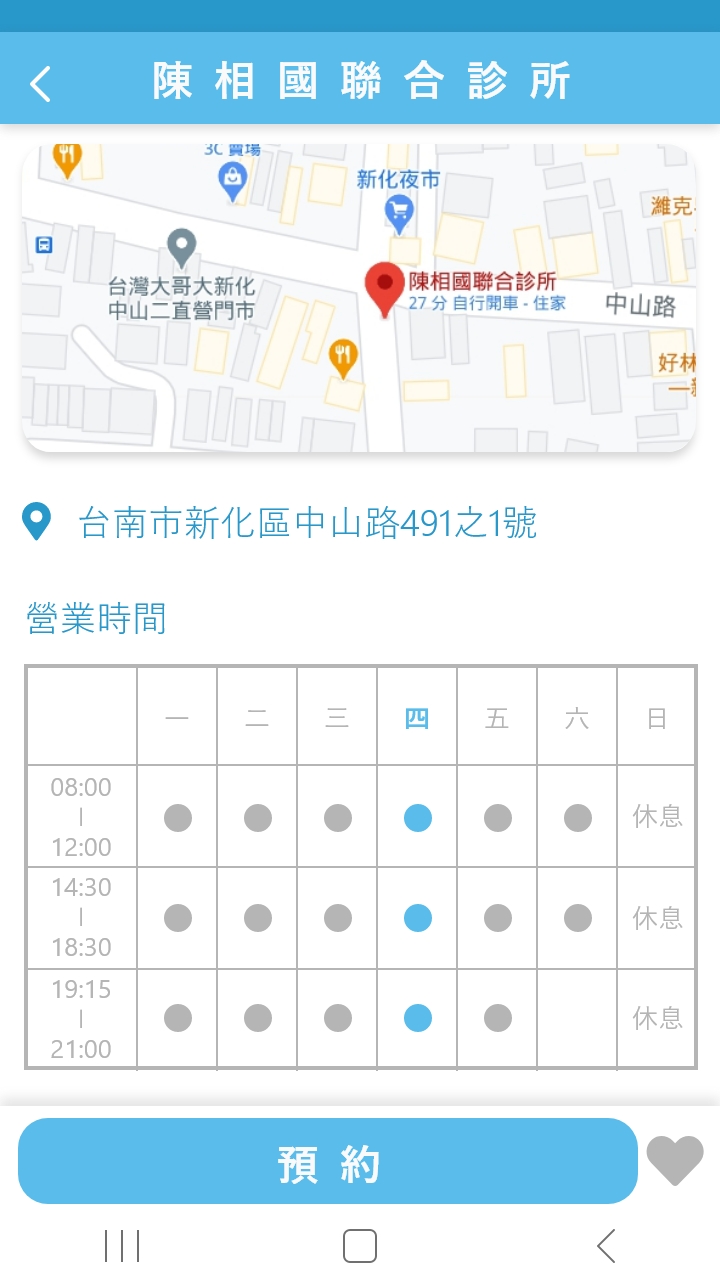 陳相國聯合診所
3C 賣場
新化夜市
濰克
台灣大哥大新化
中山二直營門市
陳相國聯合診所
27 分 自行開車 - 住家
中山路
好林
一新
台南市新化區中山路491之1號
營業時間
一 二 三 四 五 六 日
08:00
|
12:00
休息
14:30
|
18:30
休息
19:15
|
21:00
休息
預約